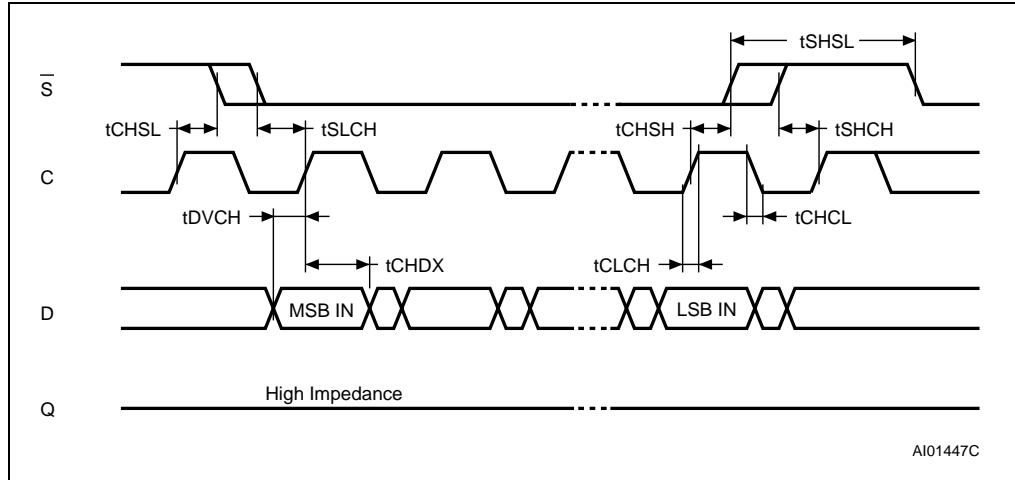 tSHSL
S
tCHSL
tSLCH
tCHSH
tSHCH
C
tDVCH
tCHCL
tCHDX
tCLCH
D
MSB IN
LSB IN
High Impedance
Q
AI01447C